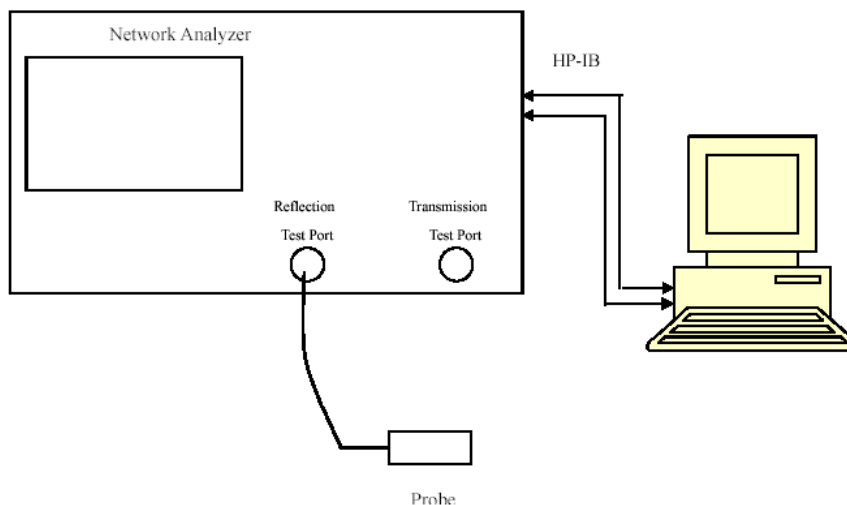 Network Analyzer
HP-IB
Reflection
Test Port
Transmission
Test Port
Probe